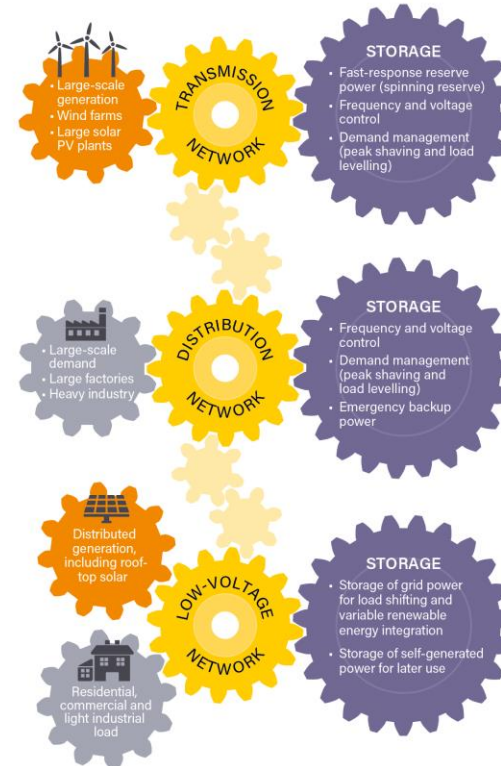 • Large-scale
generation
• Wind farms
• Large solar
PV plants
TRANSMISSION
NETWORK
STORAGE
• Fast-response reserve
power (spinning reserve)
• Frequency and voltage
control
• Demand management
(peak shaving and load
levelling)
• Large-scale
demand
• Large factories
• Heavy industry
DISTRIBUTION
NETWORK
STORAGE
• Frequency and voltage
control
• Demand management
(peak shaving and
load levelling)
• Emergency backup
power
Distributed
generation,
including roof-
top solar
LOW-VOLTAGE
NETWORK
STORAGE
• Storage of grid power
for load shifting and
variable renewable
energy integration
• Storage of self-generated
power for later use
Residential,
commercial and
light industrial
load